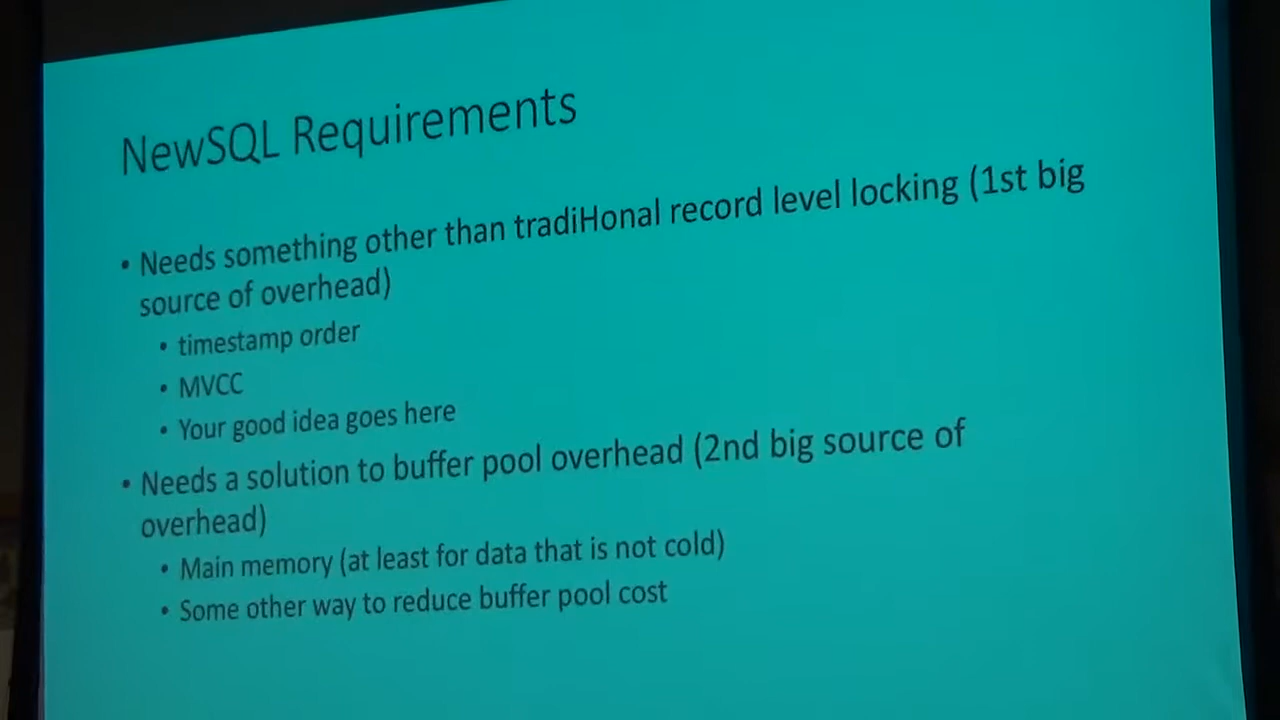 NewSQL Requirements
• Needs something other than tradiHonal record level locking (1st big
source of overhead)
• timestamp order
• MVCC
• Your good idea goes here
• Needs a solution to buffer pool overhead (2nd big source of
overhead)
• Main memory (at least for data that is not cold)
• Some other way to reduce buffer pool cost